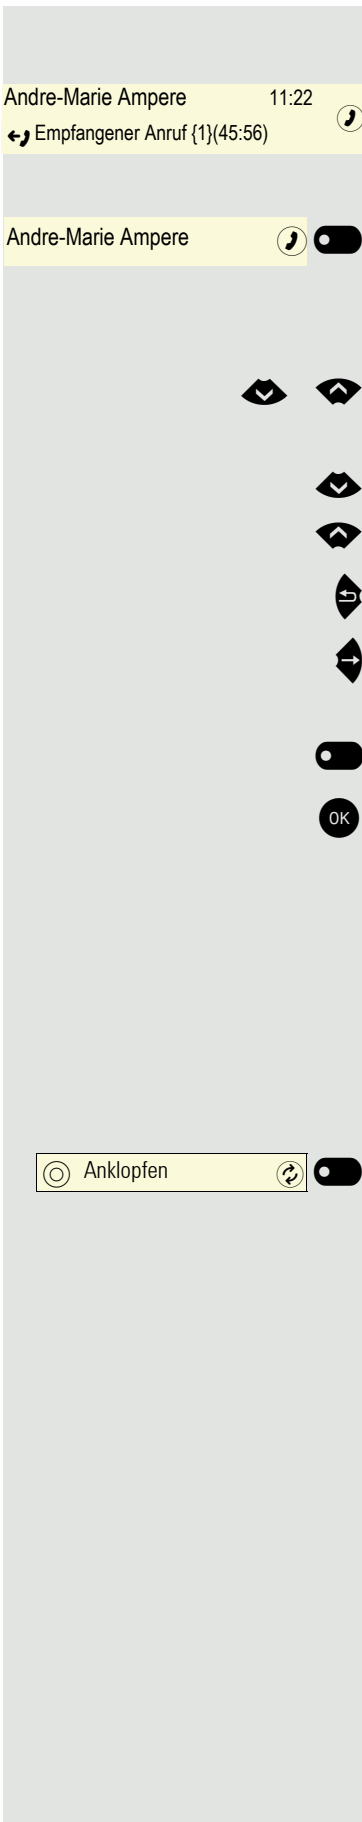 Andre-Marie Ampere 11:22
Empfangener Anruf {1}(45:56)
Andre-Marie Ampere
OK
Anklopfen